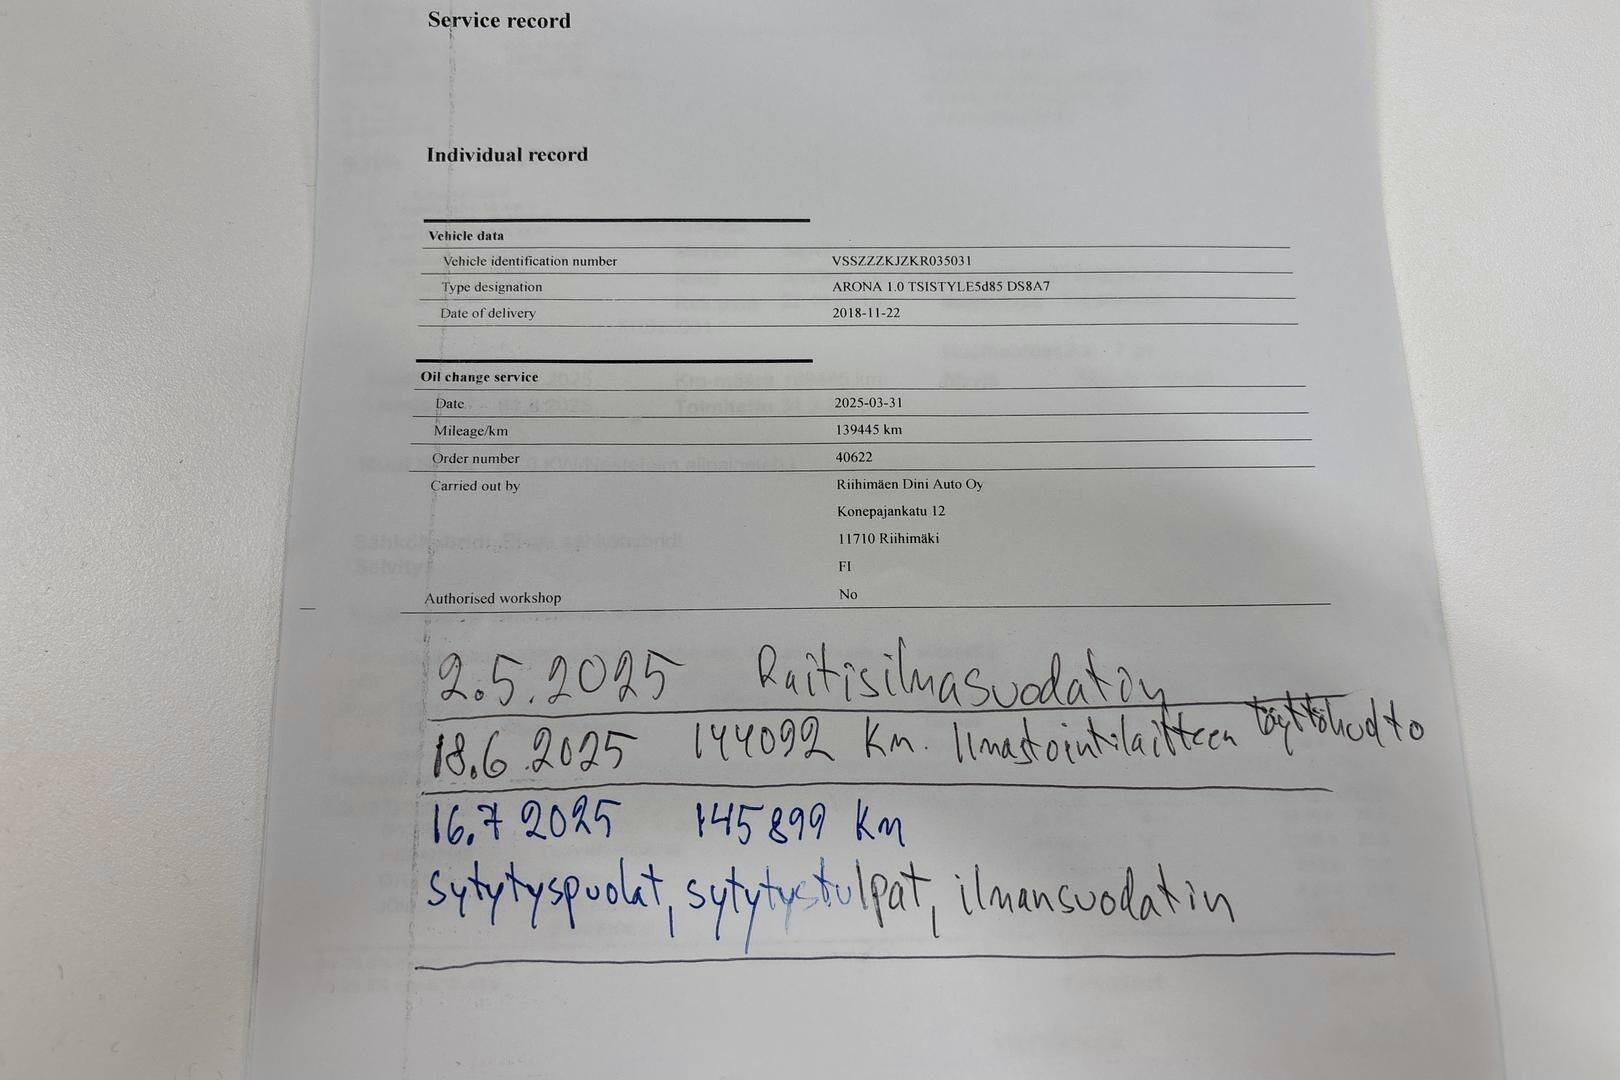 Service record
Individual record
Vehicle data
Vehicle identification number VSSZZZKJZKR035031
Type designation ARONA 1.0 TSISTYLE5d85 DS8A7
Date of delivery 2018-11-22
Oil change service
Date 2025-03-31
Mileage/km 139445 km
Order number 40622
Carried out by Riihimäen Dini Auto Oy
Konepajankatu 12
11710 Riihimäki
FI
Authorised workshop No
2.5.2025 Raitisilmasuodatin
18.6.2025 144092 Km. Ilmastointilaitteen täyttöhuolto
16.7 2025 145899 Km
sytytyspuolat, sytytystulpat, ilmansuodatin